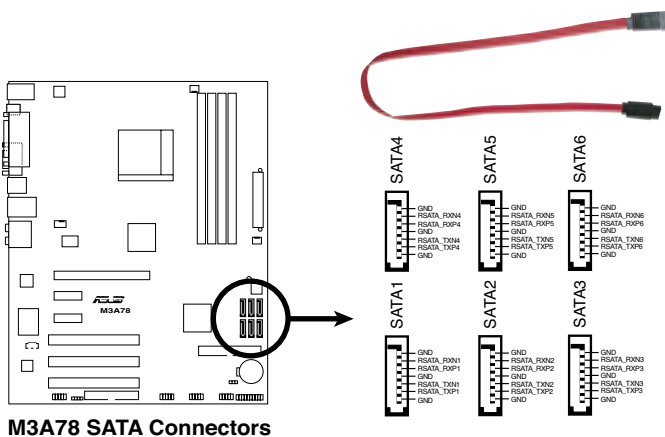 SATA4
GND
RSATA_RXN4
RSATA_RXP4
GND
RSATA_TXN4
RSATA_TXP4
GND
SATA5
GND
RSATA_RXN5
RSATA_RXP5
GND
RSATA_TXN5
RSATA_TXP5
GND
SATA6
GND
RSATA_RXN6
RSATA_RXP6
GND
RSATA_TXN6
RSATA_TXP6
GND
ASUS
M3A78
SATA1
GND
RSATA_RXN1
RSATA_RXP1
GND
RSATA_TXN1
RSATA_TXP1
GND
SATA2
GND
RSATA_RXN2
RSATA_RXP2
GND
RSATA_TXN2
RSATA_TXP2
GND
SATA3
GND
RSATA_RXN3
RSATA_RXP3
GND
RSATA_TXN3
RSATA_TXP3
GND
M3A78 SATA Connectors